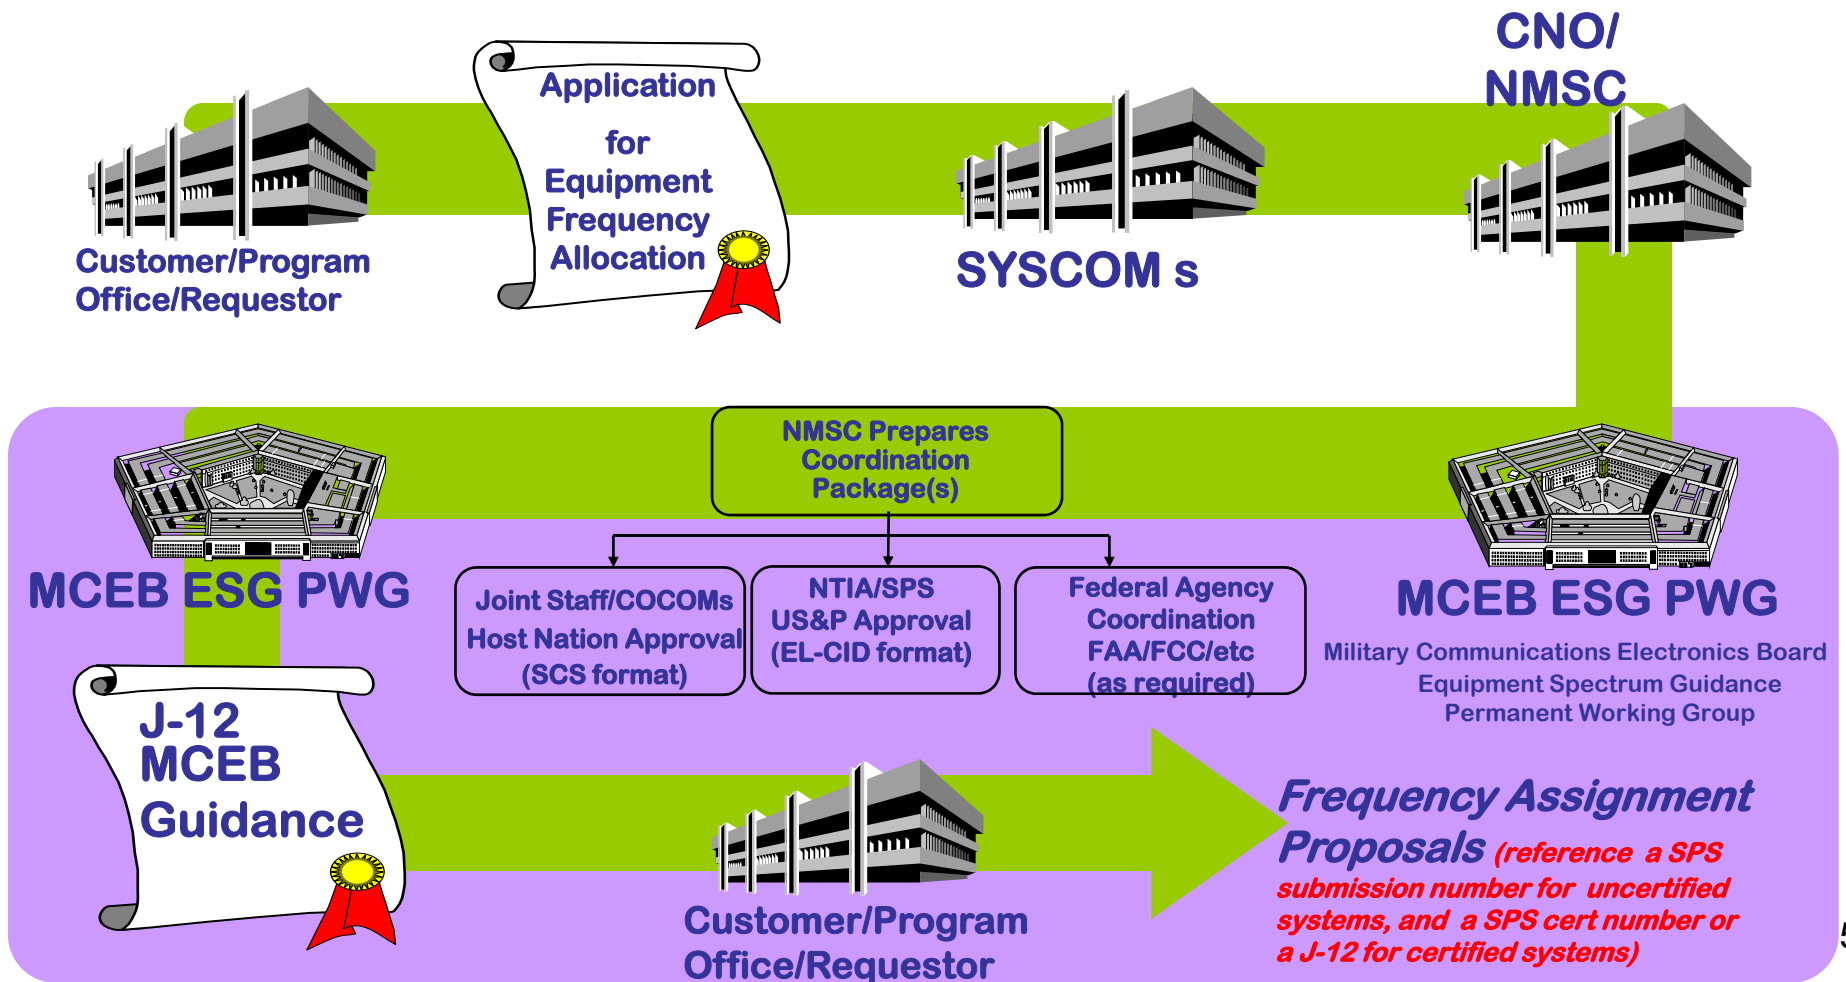 CNO/
NMSC
Application
for
Equipment
Frequency
Allocation
Customer/Program
Office/Requestor
SYSCOM s
NMSC Prepares
Coordination
Package(s)
MCEB ESG PWG
Joint Staff/COCOMs
Host Nation Approval
(SCS format)
NTIA/SPS
US&P Approval
(EL-CID format)
Federal Agency
Coordination
FAA/FCC/etc
(as required)
MCEB ESG PWG
Military Communications Electronics Board
Equipment Spectrum Guidance
Permanent Working Group
J-12
MCEB
Guidance
Customer/Program
Office/Requestor
Frequency Assignment
Proposals (reference a SPS
submission number for uncertified
systems, and a SPS cert number or
a J-12 for certified systems)
5